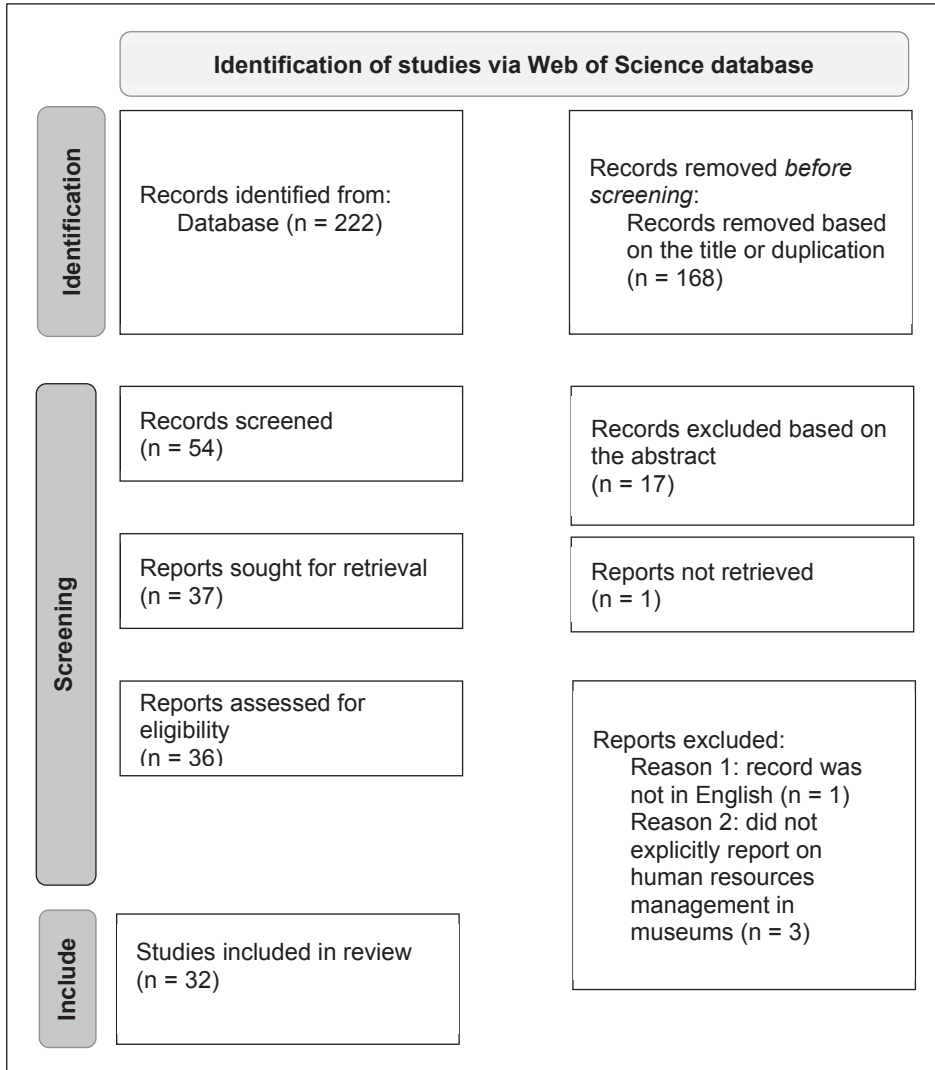 Identification of studies via Web of Science database
Identification
Records identified from:
Database (n = 222)
Records removed before
screening:
Records removed based
on the title or duplication
(n = 168)
Screening
Records screened
(n = 54)
Records excluded based on
the abstract
(n = 17)
Reports sought for retrieval
(n = 37)
Reports not retrieved
(n = 1)
Reports assessed for
eligibility
(n = 36)
Reports excluded:
Reason 1: record was
not in English (n = 1)
Reason 2: did not
explicitly report on
human resources
management in
museums (n = 3)
Include
Studies included in review
(n = 32)